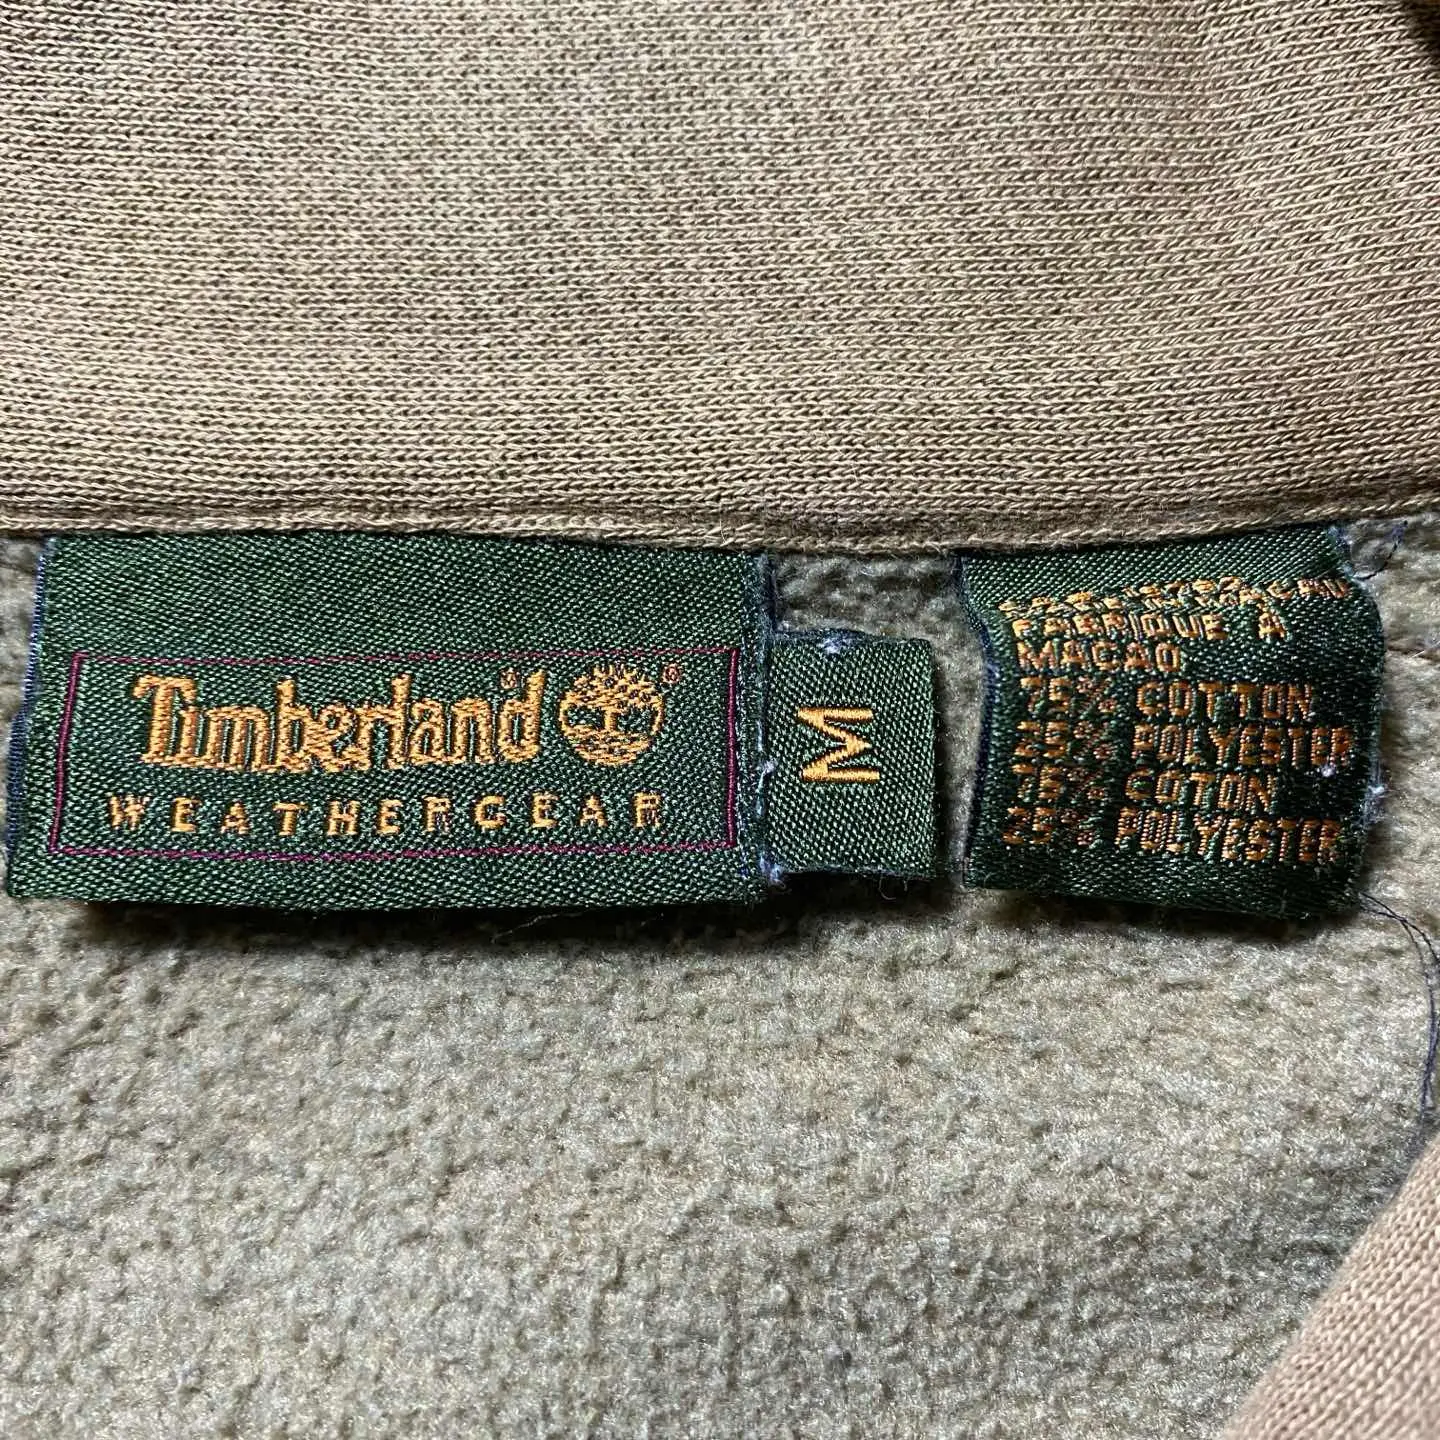 Timberland®
WEATHERGEAR
M
FABRIQUE A
MACAO
75% COTTON
25% POLYESTER
75% COTON
25% POLYESTER